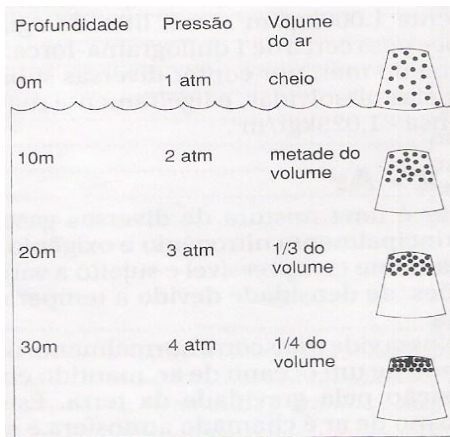 Profundidade Pressão Volume
do ar
0m 1 atm cheio
10m 2 atm metade do
volume
20m 3 atm 1/3 do
volume
30m 4 atm 1/4 do
volume